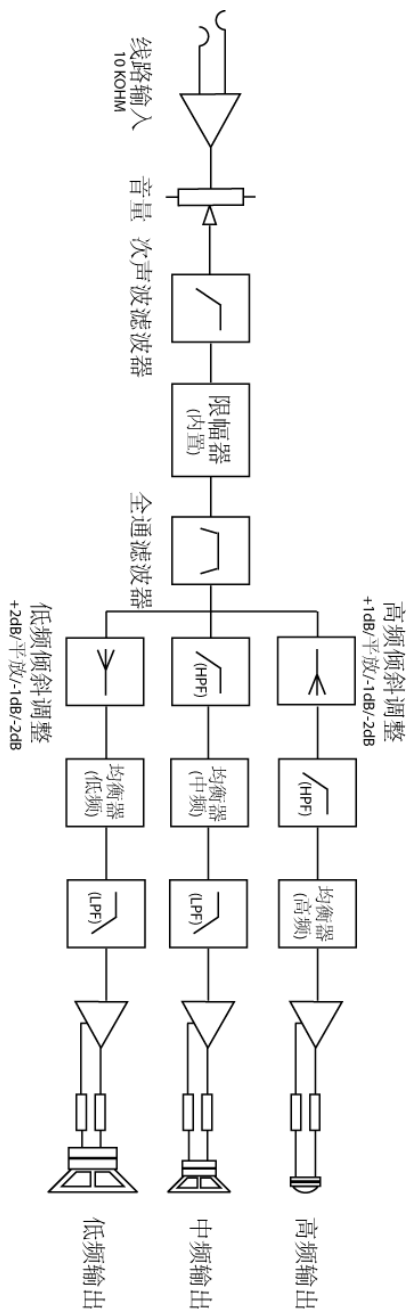 线路输入
10 KOHM
音量
次声波滤波器
限幅器
(内置)
全通滤波器
高频倾斜调整
+1dB/平放/-1dB/-2dB
(HPF)
均衡器
(高频)
高频输出
(HPF)
均衡器
(中频)
(LPF)
中频输出
低频倾斜调整
+2dB/平放/-1dB/-2dB
均衡器
(低频)
(LPF)
低频输出